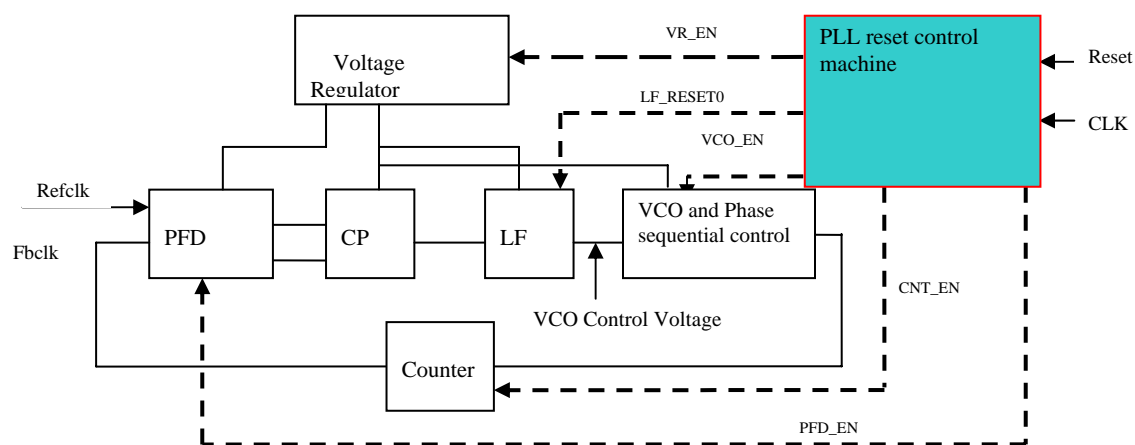 VR_EN
PLL reset control
machine
Voltage
Regulator
Reset
LF_RESET0
CLK
VCO_EN
Refclk
PFD
CP
LF
VCO and Phase
sequential control
Fbclk
CNT_EN
VCO Control Voltage
Counter
PFD_EN